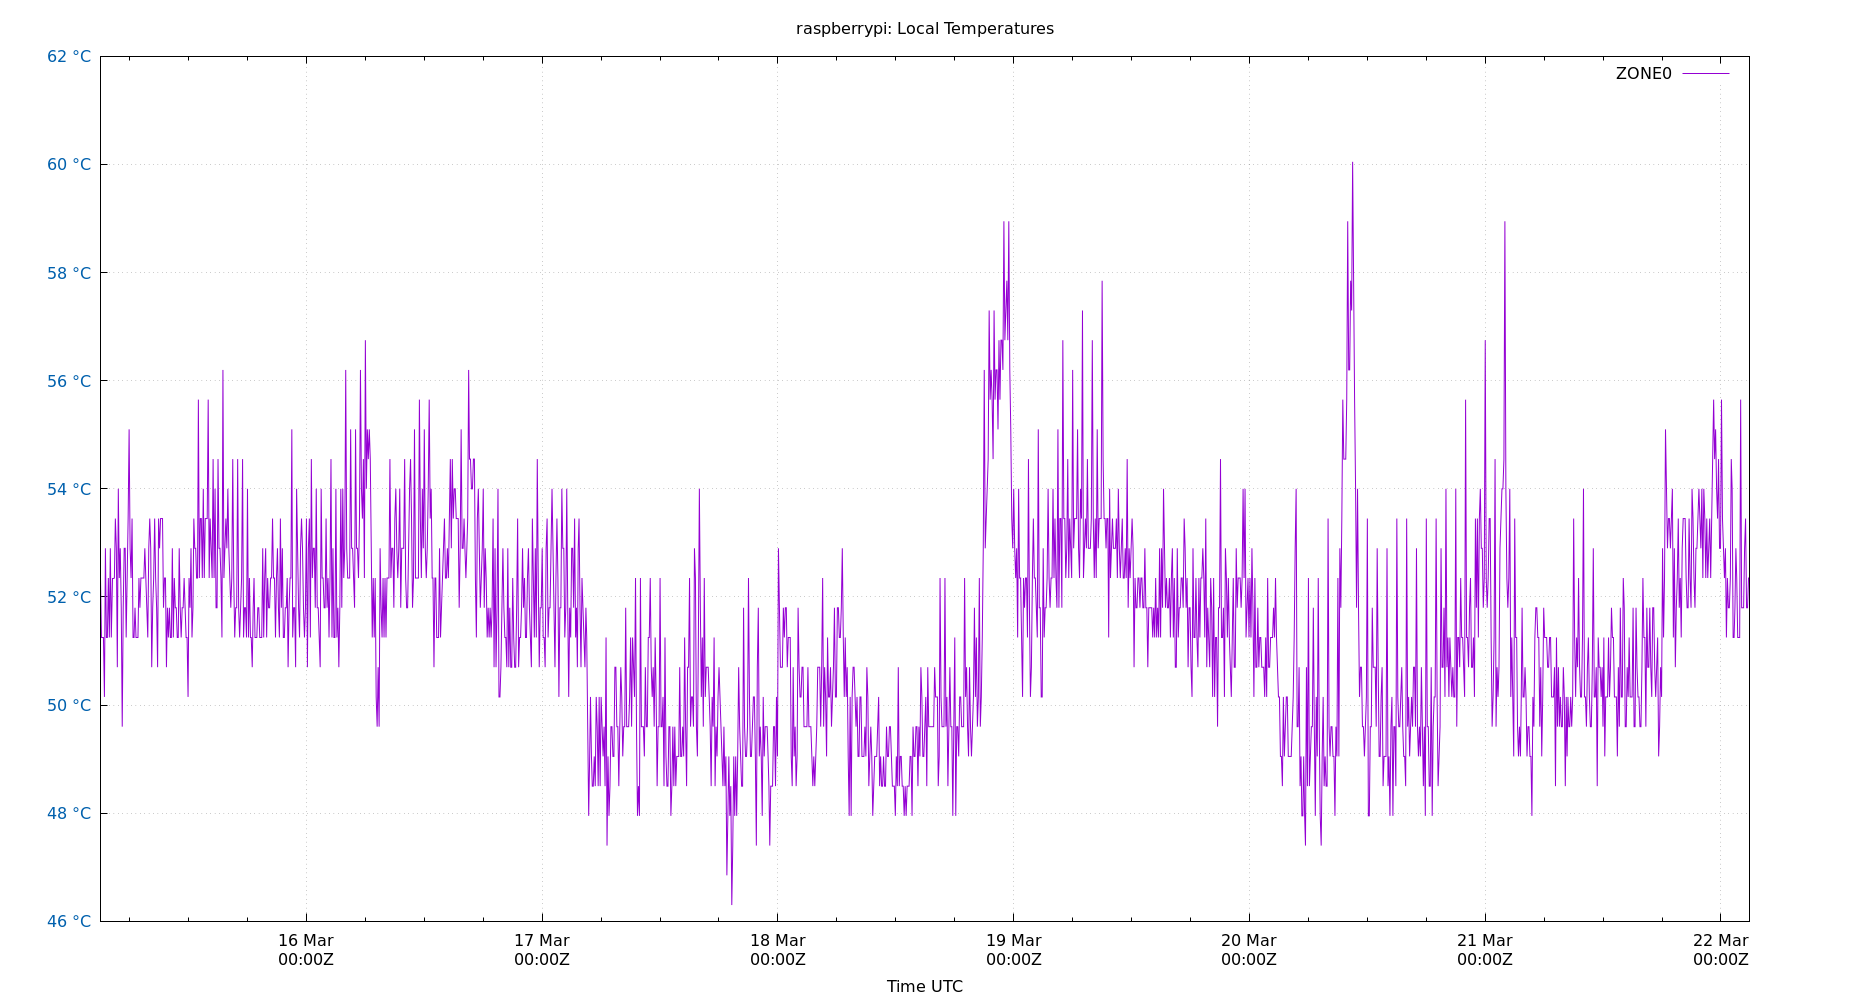 raspberrypi: Local Temperatures
62 °C
ZONE0
60 °C
58 °C
56 °C
54 °C
52 °C
50 °C
48 °C
46 °C
16 Mar 17 Mar 18 Mar 19 Mar 20 Mar 21 Mar 22 Mar
00:00Z 00:00Z 00:00Z 00:00Z 00:00Z 00:00Z 00:00Z
Time UTC